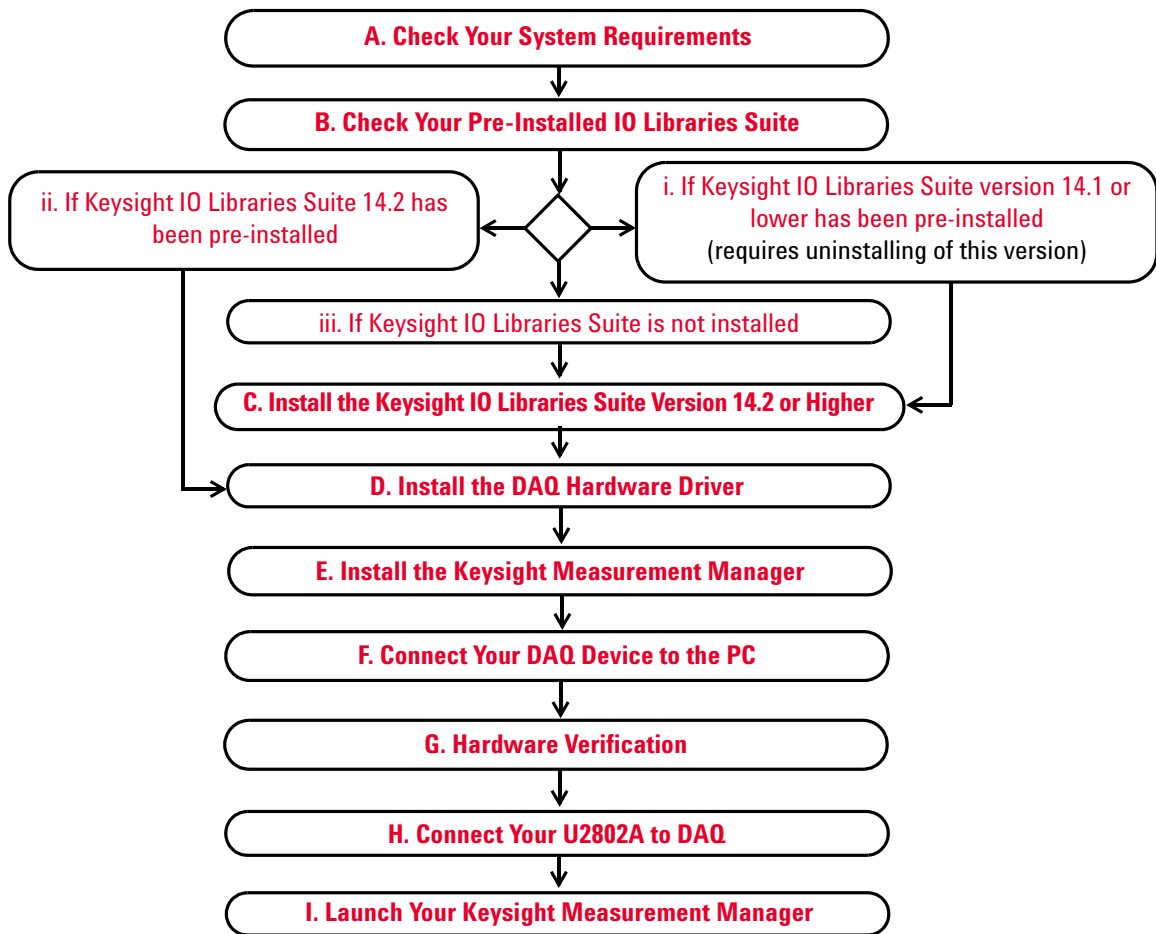 A. Check Your System Requirements
B. Check Your Pre-Installed IO Libraries Suite
ii. If Keysight IO Libraries Suite 14.2 has
been pre-installed
i. If Keysight IO Libraries Suite version 14.1 or
lower has been pre-installed
(requires uninstalling of this version)
iii. If Keysight IO Libraries Suite is not installed
C. Install the Keysight IO Libraries Suite Version 14.2 or Higher
D. Install the DAQ Hardware Driver
E. Install the Keysight Measurement Manager
F. Connect Your DAQ Device to the PC
G. Hardware Verification
H. Connect Your U2802A to DAQ
I. Launch Your Keysight Measurement Manager